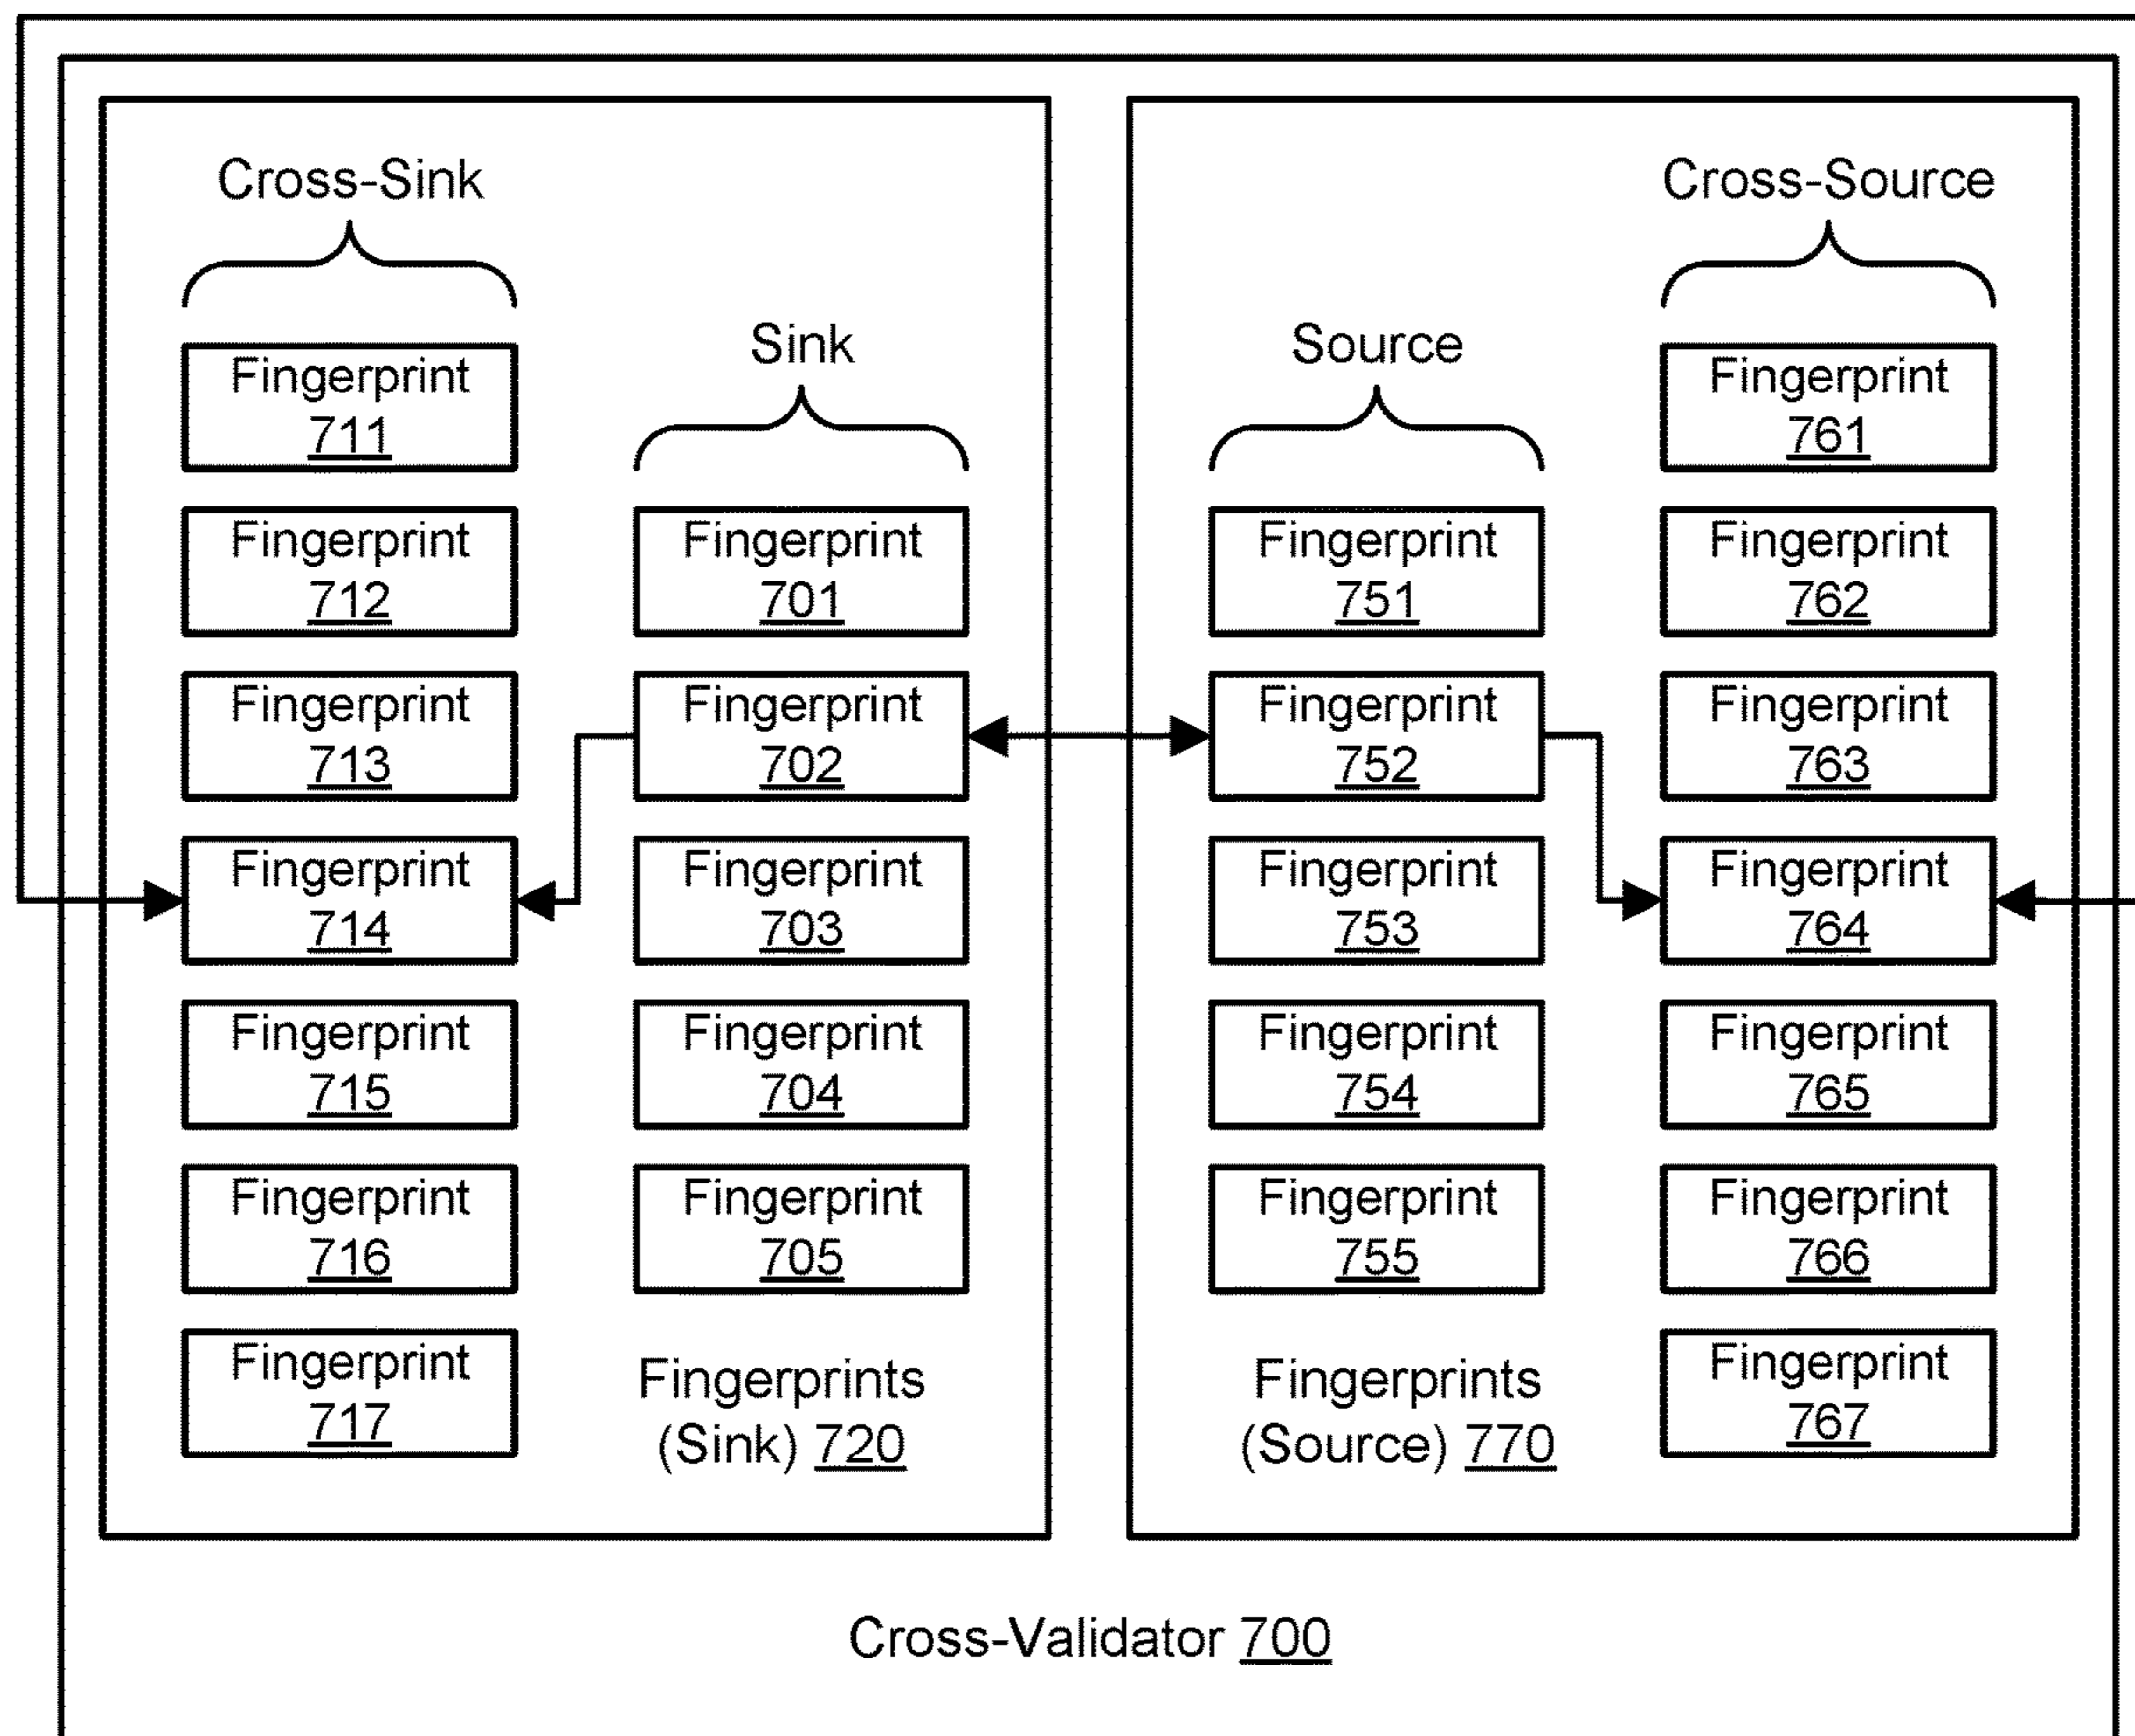 Cross-Sink
Fingerprint
711
Fingerprint
712
Fingerprint
713
Fingerprint
714
Fingerprint
715
Fingerprint
716
Fingerprint
717
Sink
Fingerprint
701
Fingerprint
702
Fingerprint
703
Fingerprint
704
Fingerprint
705
Fingerprints
(Sink) 720
Source
Fingerprint
751
Fingerprint
752
Fingerprint
753
Fingerprint
754
Fingerprint
755
Fingerprints
(Source) 770
Cross-Source
Fingerprint
761
Fingerprint
762
Fingerprint
763
Fingerprint
764
Fingerprint
765
Fingerprint
766
Fingerprint
767
Cross-Validator 700